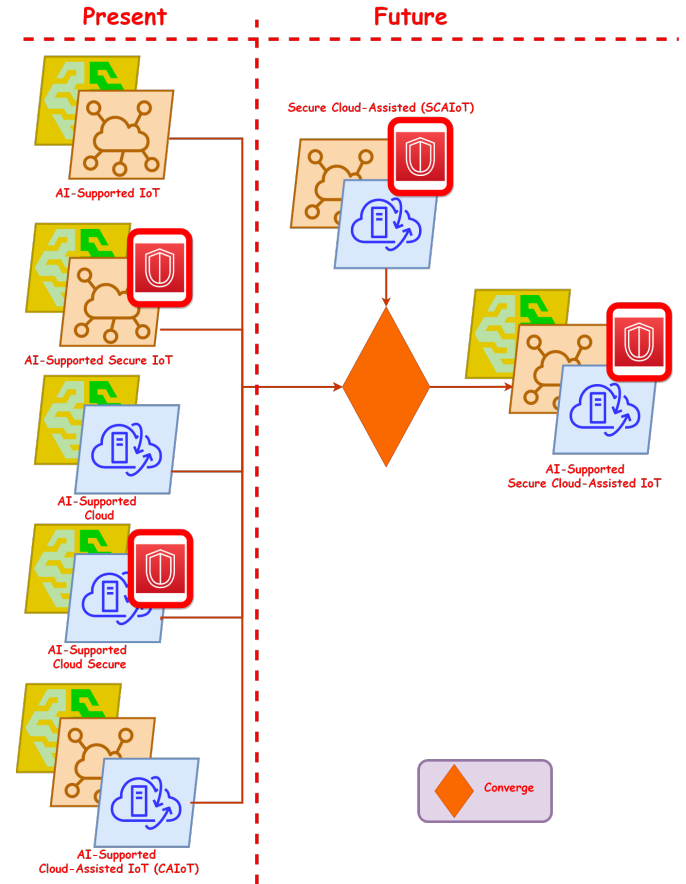 Present
Future
AI-Supported IoT
AI-Supported Secure IoT
AI-Supported
Cloud
AI-Supported
Cloud Secure
AI-Supported
Cloud-Assisted IoT (CAIoT)
Secure Cloud-Assisted (SCAIoT)
AI-Supported
Secure Cloud-Assisted IoT
Converge